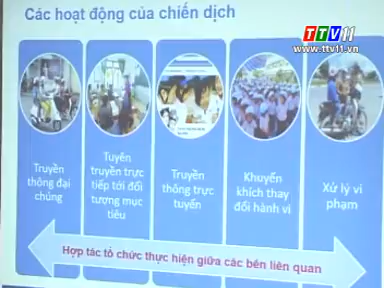 Các hoạt động của chiến dịch
TTV11
www.ttv11.vn
Truyền
thông đại
chúng
Tuyên
truyền trực
tiếp tới đối
tượng mục
tiêu
Truyền
thông trực
tuyến
Khuyến
khích thay
đổi hành vi
Xử lý vi
phạm
Hợp tác tổ chức thực hiện giữa các bên liên quan